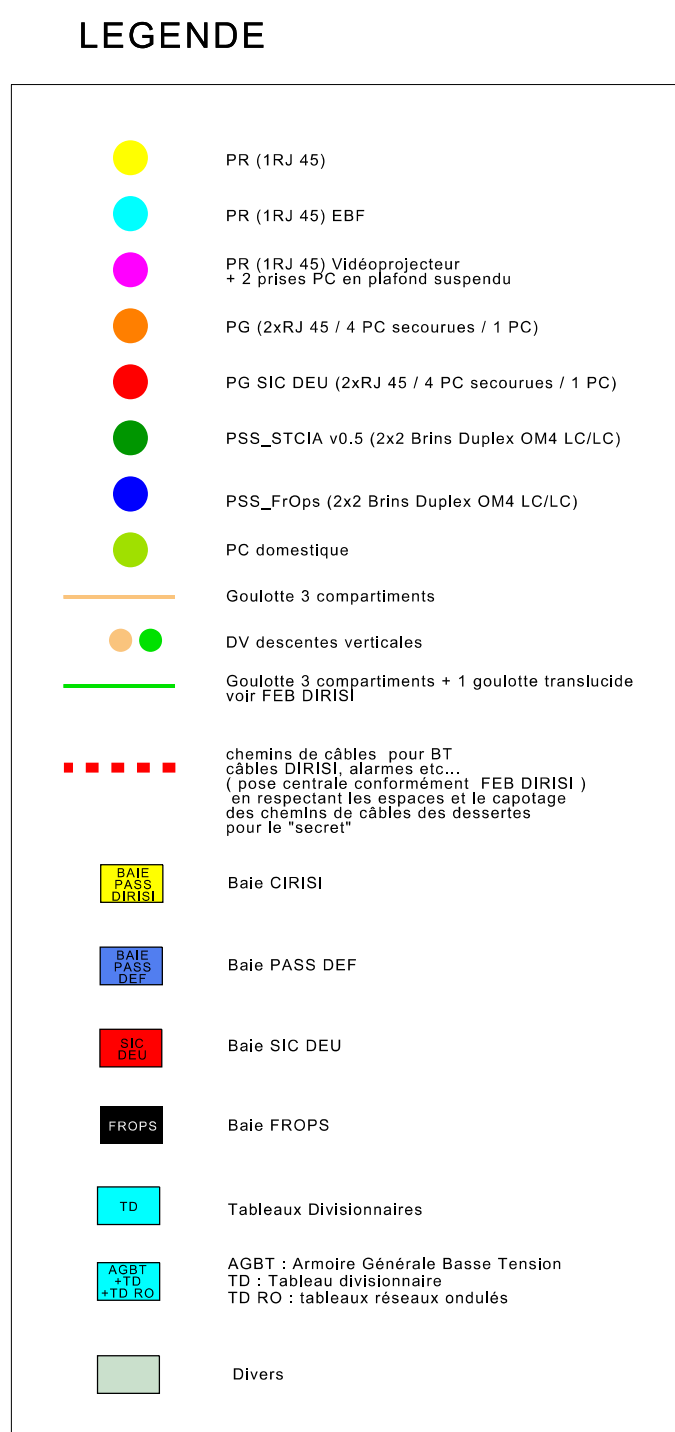 LEGENDE
PR (1RJ 45)
PR (1RJ 45) EBF
PR (1RJ 45) Vidéoprojecteur
+ 2 prises PC en plafond suspendu
PG (2xRJ 45 / 4 PC secourues / 1 PC)
PG SIC DEU (2xRJ 45 / 4 PC secourues / 1 PC)
PSS_STCIA v0.5 (2x2 Brins Duplex OM4 LC/LC)
PSS_FrOps (2x2 Brins Duplex OM4 LC/LC)
PC domestique
Goulotte 3 compartiments
DV descentes verticales
Goulotte 3 compartiments + 1 goulotte translucide
voir FEB DIRISI
chemins de câbles pour BT
câbles DIRISI, alarmes etc...
( pose centrale conformément FEB DIRISI )
en respectant les espaces et le capotage
des chemins de câbles des dessertes
pour le "secret"
BAIE
PASS
DIRISI
Baie CIRISI
BAIE
PASS
DEF
Baie PASS DEF
SIC
DEU
Baie SIC DEU
FROPS
Baie FROPS
TD
Tableaux Divisionnaires
AGBT
+TD
+TD RO
AGBT : Armoire Générale Basse Tension
TD : Tableau divisionnaire
TD RO : tableaux réseaux ondulés
Divers